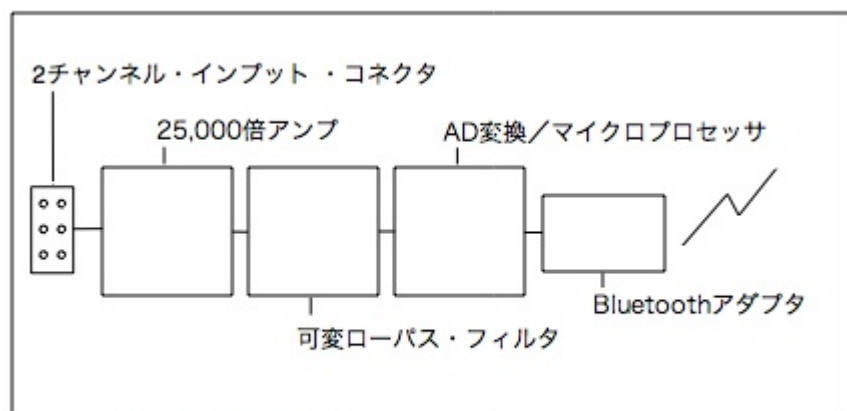 2チャンネル・インプット ・コネクタ
25,000倍アンプ
AD変換／マイクロプロセッサ
Bluetoothアダプタ
可変ローパス・フィルタ